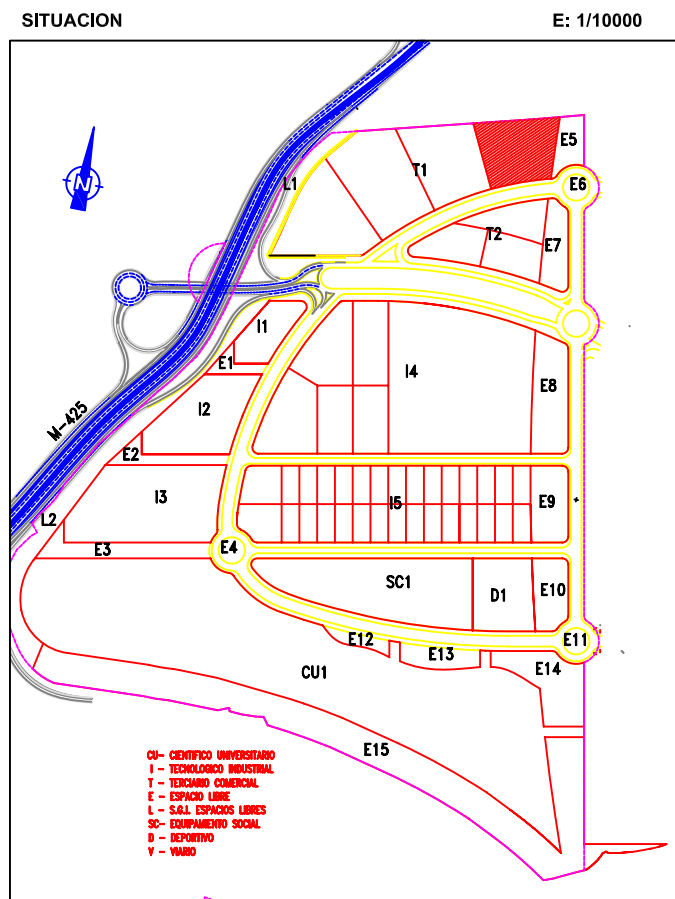 SITUACION E: 1/10000
E5
T1
L1
E6
N
T2
E7
I1
E1
I4
E8
I2
M-425
E2
I3
I5
E9
L2
E4
E3
SC1
D1
E10
E11
E12
E13
E14
CU1
E15
CU- CIENTIFICO UNIVERSITARIO
I - TECNOLOGICO INDUSTRIAL
T - TERCIARIO COMERCIAL
E - ESPACIO LIBRE
L - S.G.I. ESPACIOS LIBRES
SC- EQUIPAMIENTO SOCIAL
D - DEPORTIVO
V - VIARIO